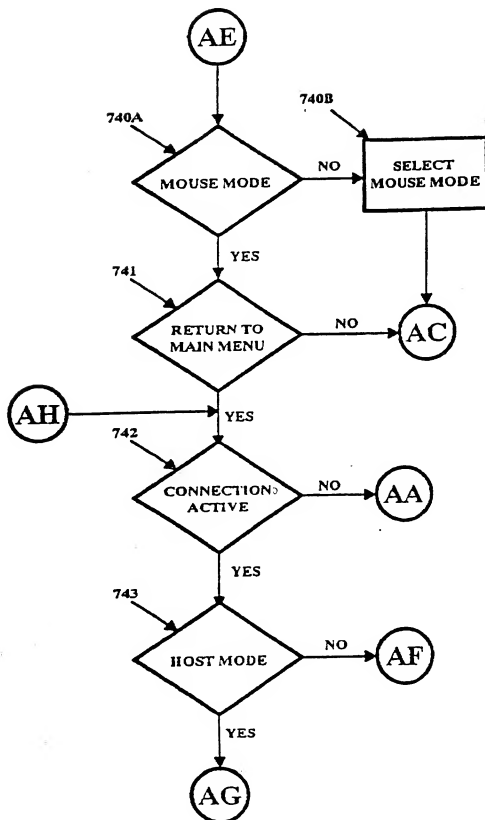 AE
740A
740B
MOUSE MODE
NO
SELECT
MOUSE MODE
YES
741
RETURN TO
MAIN MENU
NO
AC
AH
YES
742
CONNECTION
ACTIVE
NO
AA
YES
743
HOST MODE
NO
AF
YES
AG